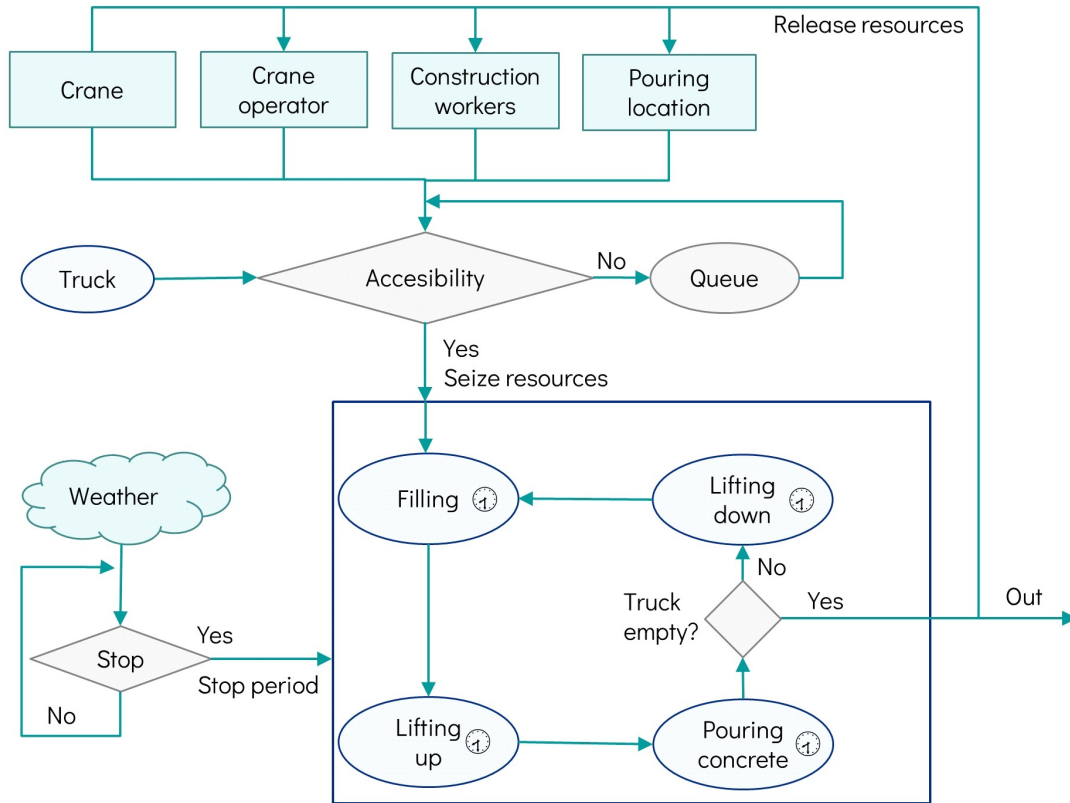 Release resources
Crane
Crane
operator
Construction
workers
Pouring
location
Truck
Accesibility
No
Queue
Yes
Seize resources
Weather
Filling
Lifting
down
No
Truck
empty?
Yes
Out
Stop
Yes
Stop period
No
Lifting
up
Pouring
concrete